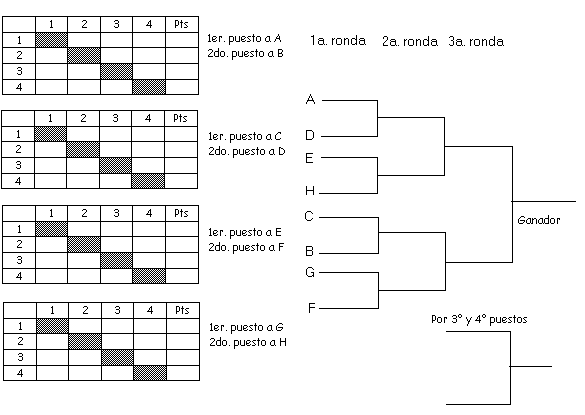 1 2 3 4 Pts
1
2
3
4
1er. puesto a A
2do. puesto a B
1 2 3 4 Pts
1
2
3
4
1er. puesto a C
2do. puesto a D
1 2 3 4 Pts
1
2
3
4
1er. puesto a E
2do. puesto a F
1 2 3 4 Pts
1
2
3
4
1er. puesto a G
2do. puesto a H
1a. ronda 2a. ronda 3a. ronda
A
D
E
H
C
B
G
F
Ganador
Por 3º y 4º puestos